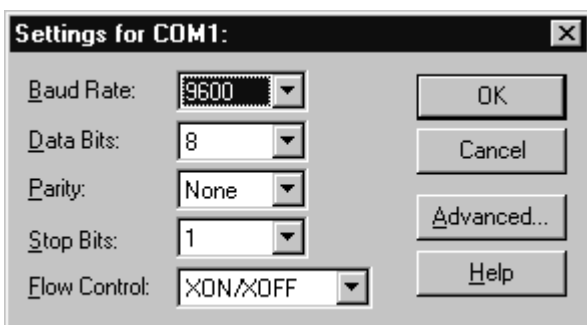 Settings for COM1:
Baud Rate: 9600
OK
Data Bits: 8
Cancel
Parity: None
Advanced...
Stop Bits: 1
Help
Flow Control: XON/XOFF